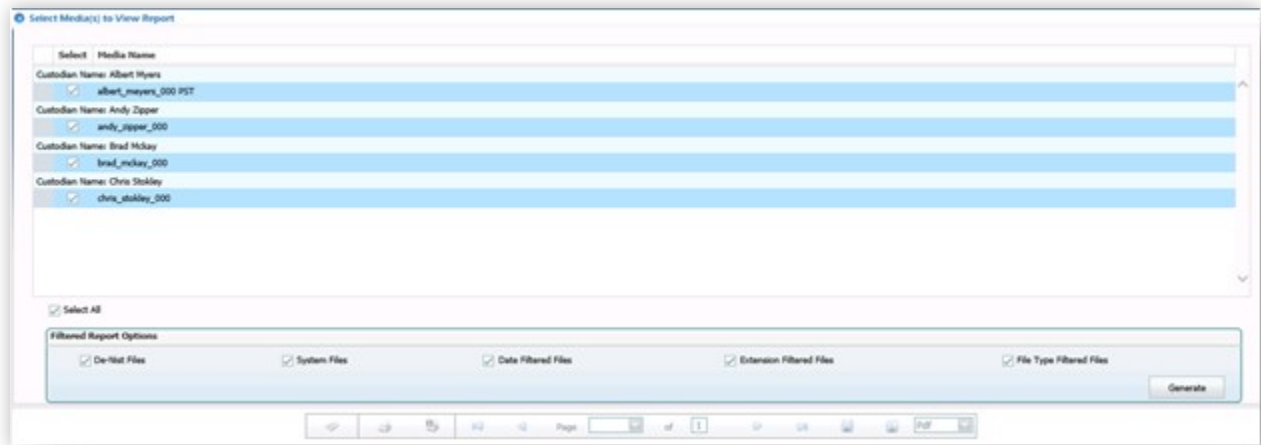 Select Media(s) to View Report
Select Media Name
Custodian Name: Albert Myers
albert_meyers_000 PST
Custodian Name: Andy Zipper
andy_zipper_000
Custodian Name: Brad Mckay
brad_mckay_000
Custodian Name: Chris Stokley
chris_stokley_000
Select All
Filtered Report Options
De-Nist Files System Files Date Filtered Files Extension Filtered Files File Type Filtered Files
Generate
Page of 1 Pdf